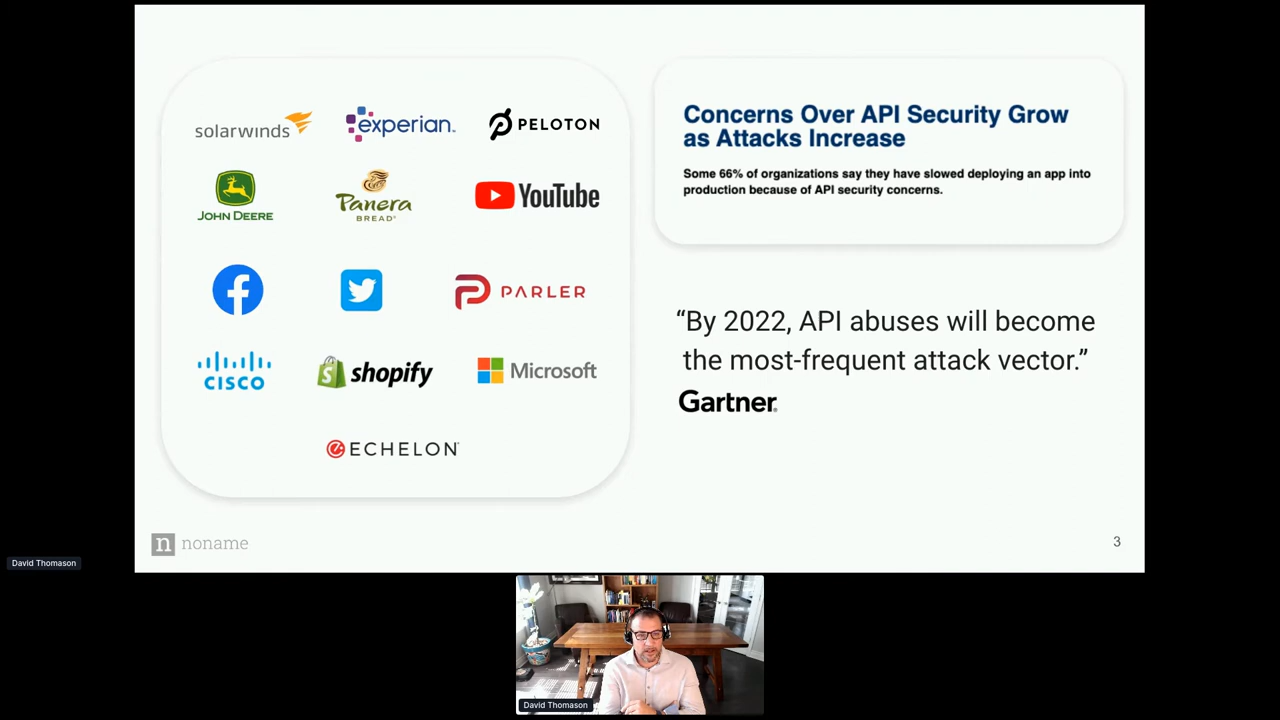 solarwinds
experian™
PELOTON
JOHN DEERE
Panera
BREAD®
YouTube
PARLER
CISCO
shopify
Microsoft
ECHELON
Concerns Over API Security Grow
as Attacks Increase
Some 66% of organizations say they have slowed deploying an app into
production because of API security concerns.
“By 2022, API abuses will become
the most-frequent attack vector.”
Gartner®
n noname
3
David Thomason
David Thomason